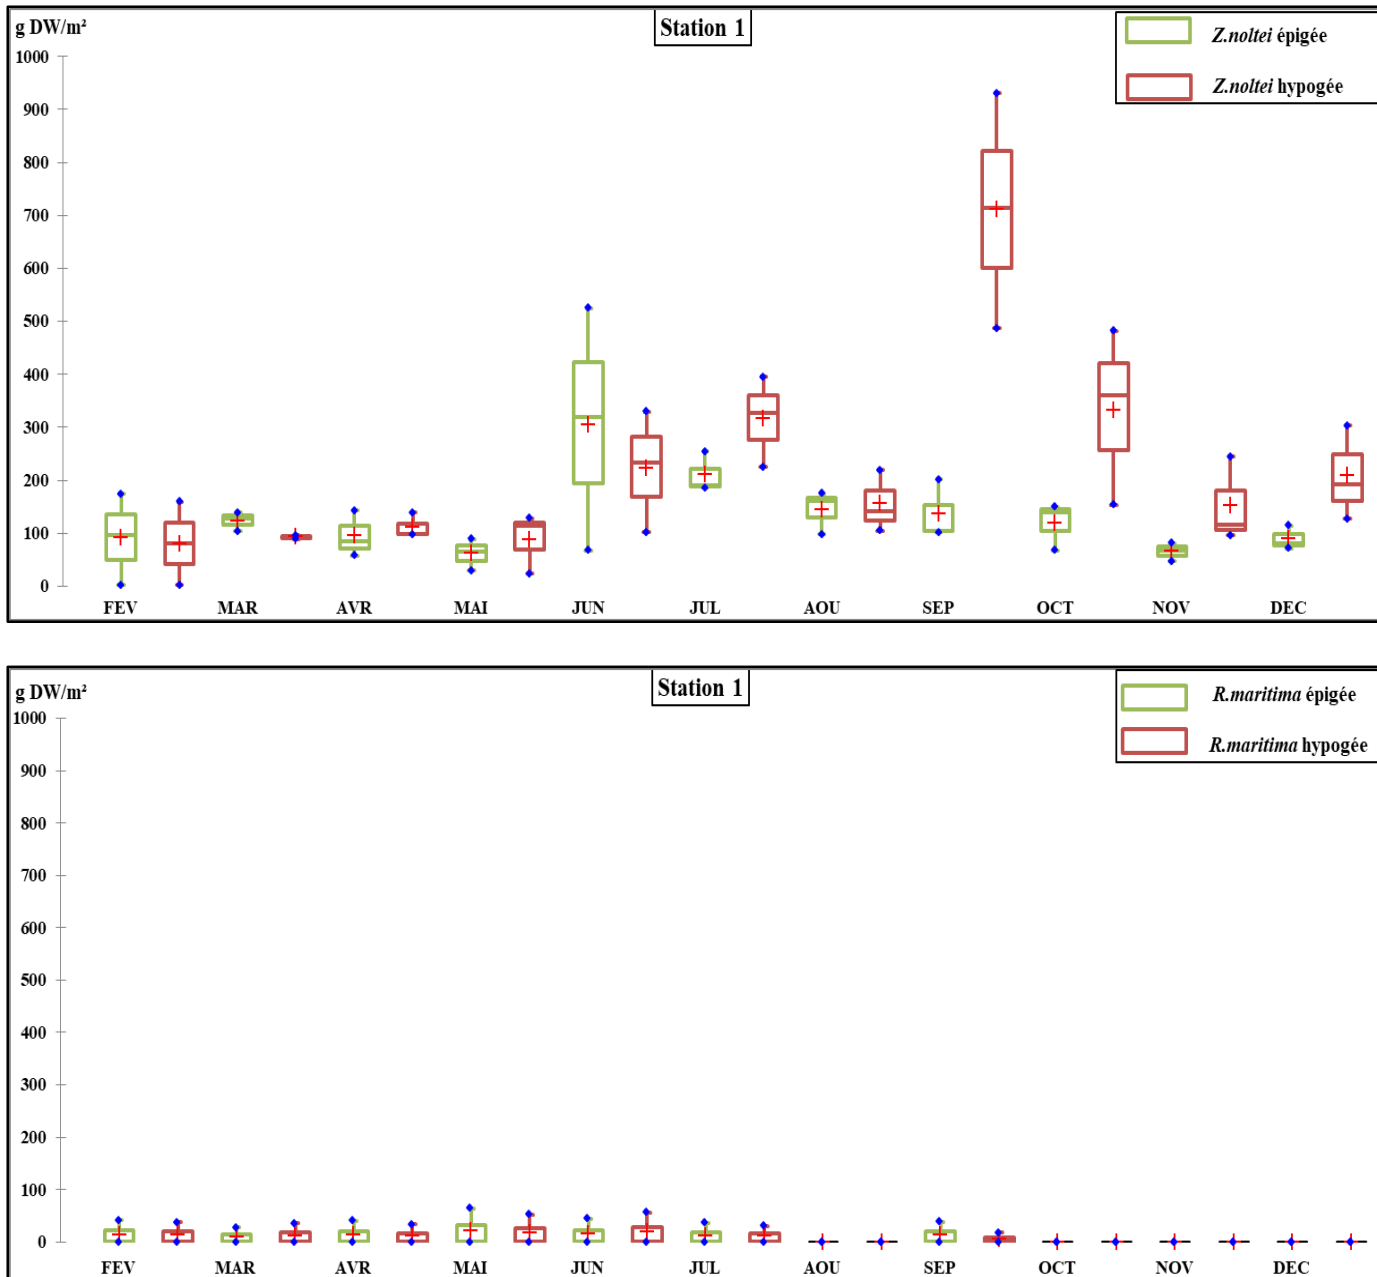 g DW/m²
Station 1
Z.noltei épigée
Z.noltei hypogée
1000
900
800
700
600
500
400
300
200
100
0
FEV MAR AVR MAI JUN JUL AOU SEP OCT NOV DEC
g DW/m²
Station 1
R.maritima épigée
R.maritima hypogée
1000
900
800
700
600
500
400
300
200
100
0
FEV MAR AVR MAI JUN JUL AOU SEP OCT NOV DEC